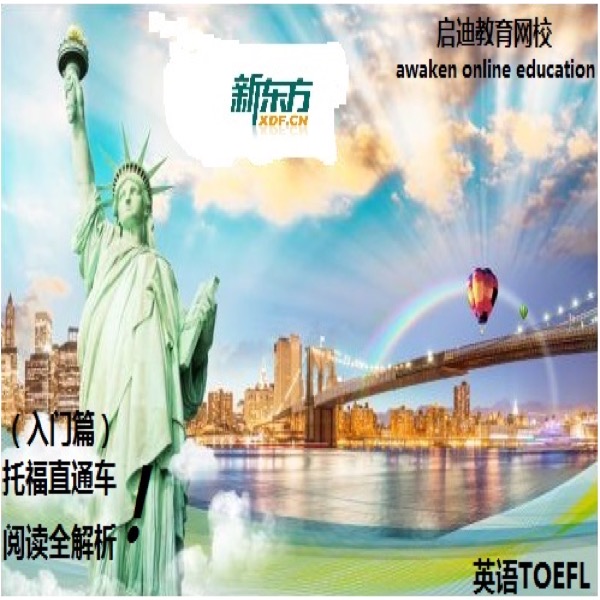 启迪教育网校
awaken online education
新东方
XDF.CN
（入门篇）
托福直通车
阅读全解析！
英语TOEFL